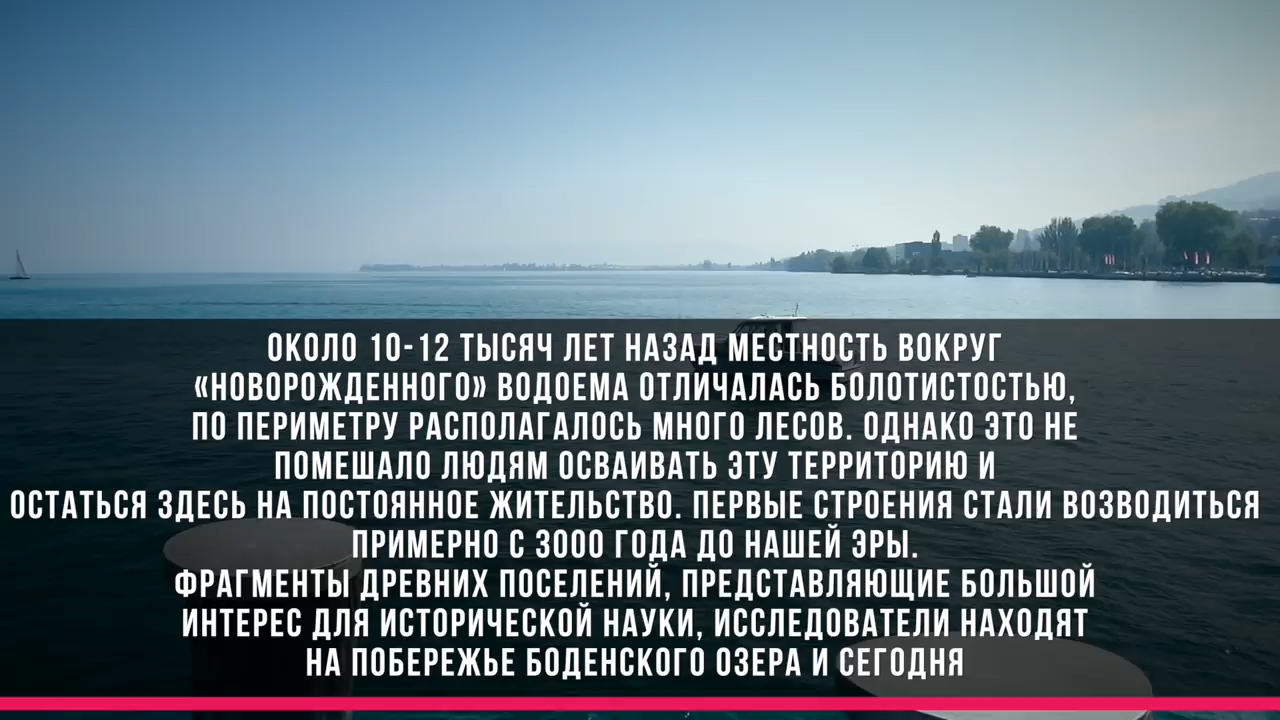 ОКОЛО 10-12 ТЫСЯЧ ЛЕТ НАЗАД МЕСТНОСТЬ ВОКРУГ
«НОВОРОЖДЕННОГО» ВОДОЕМА ОТЛИЧАЛАСЬ БОЛОТИСТОСТЬЮ,
ПО ПЕРИМЕТРУ РАСПОЛАГАЛОСЬ МНОГО ЛЕСОВ. ОДНАКО ЭТО НЕ
ПОМЕШАЛО ЛЮДЯМ ОСВАИВАТЬ ЭТУ ТЕРРИТОРИЮ И
ОСТАТЬСЯ ЗДЕСЬ НА ПОСТОЯННОЕ ЖИТЕЛЬСТВО. ПЕРВЫЕ СТРОЕНИЯ СТАЛИ ВОЗВОДИТЬСЯ
ПРИМЕРНО С 3000 ГОДА ДО НАШЕЙ ЭРЫ.
ФРАГМЕНТЫ ДРЕВНИХ ПОСЕЛЕНИЙ, ПРЕДСТАВЛЯЮЩИЕ БОЛЬШОЙ
ИНТЕРЕС ДЛЯ ИСТОРИЧЕСКОЙ НАУКИ, ИССЛЕДОВАТЕЛИ НАХОДЯТ
НА ПОБЕРЕЖЬЕ БОДЕНСКОГО ОЗЕРА И СЕГОДНЯ